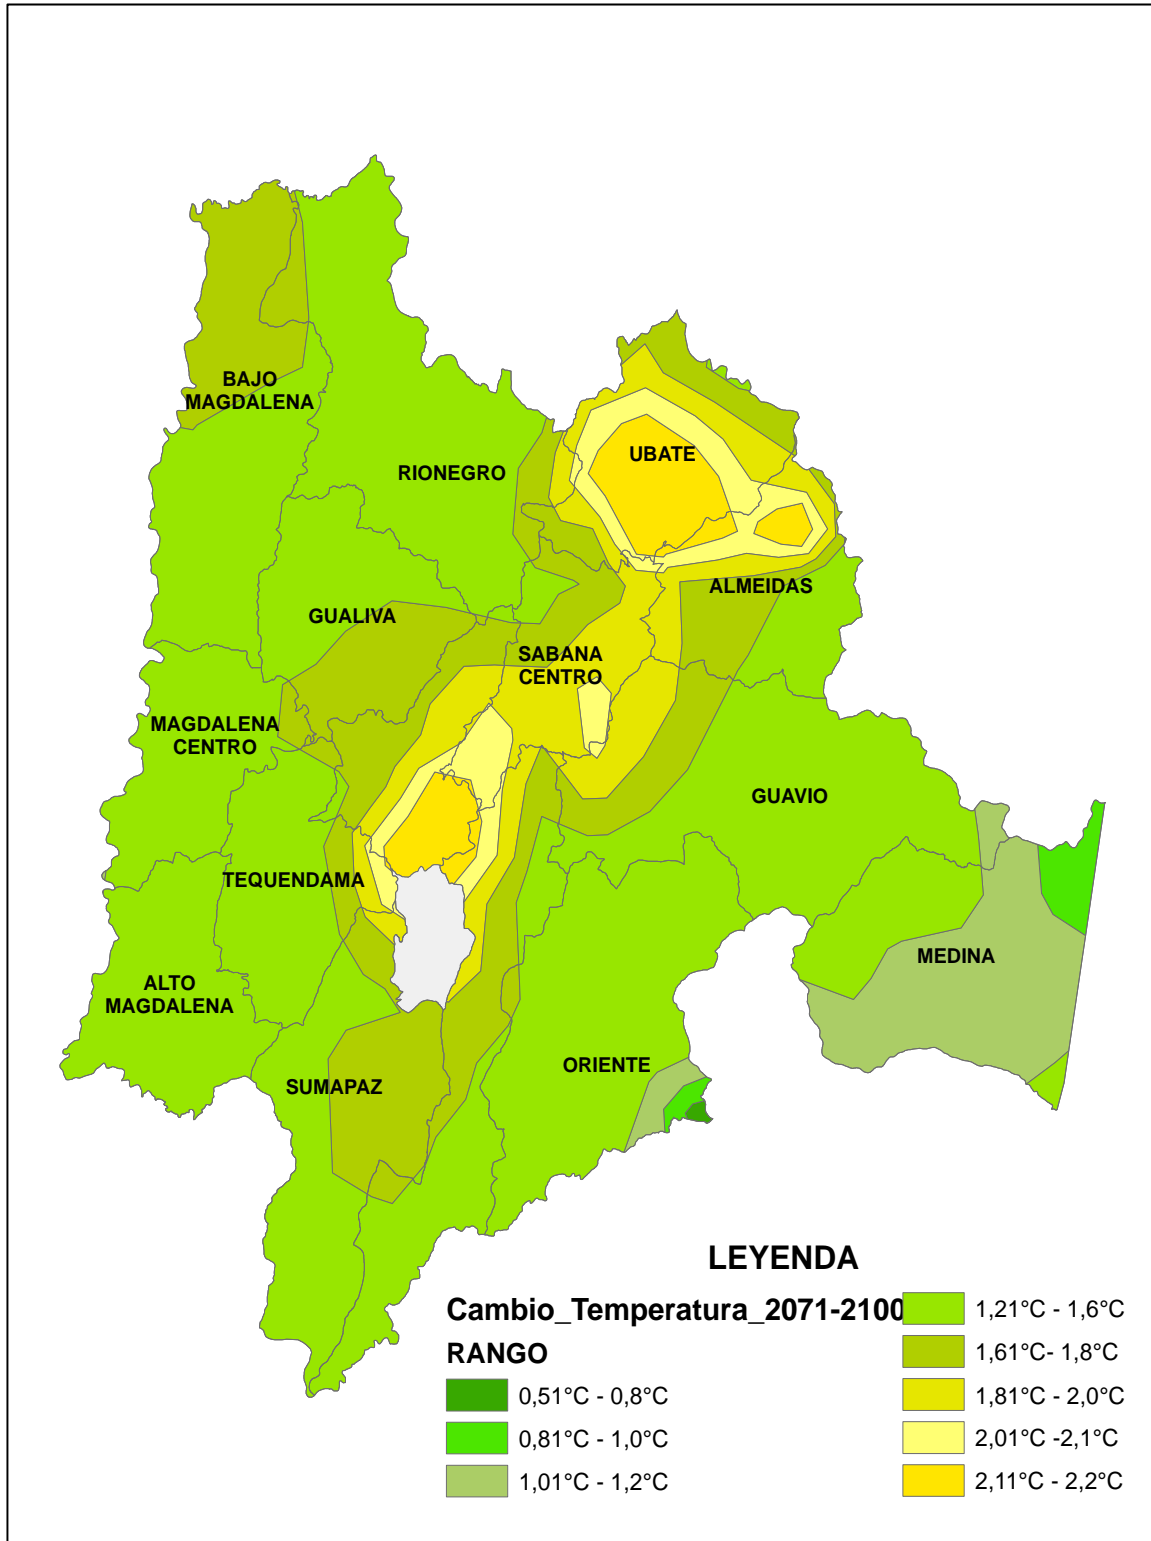 BAJO
MAGDALENA
RIONEGRO
UBATE
ALMEIDAS
GUALIVA
SABANA
CENTRO
MAGDALENA
CENTRO
GUAVIO
TEQUENDAMA
MEDINA
ALTO
MAGDALENA
ORIENTE
SUMAPAZ
LEYENDA
Cambio_Temperatura_2071-2100
RANGO
0,51°C - 0,8°C
0,81°C - 1,0°C
1,01°C - 1,2°C
1,21°C - 1,6°C
1,61°C- 1,8°C
1,81°C - 2,0°C
2,01°C -2,1°C
2,11°C - 2,2°C